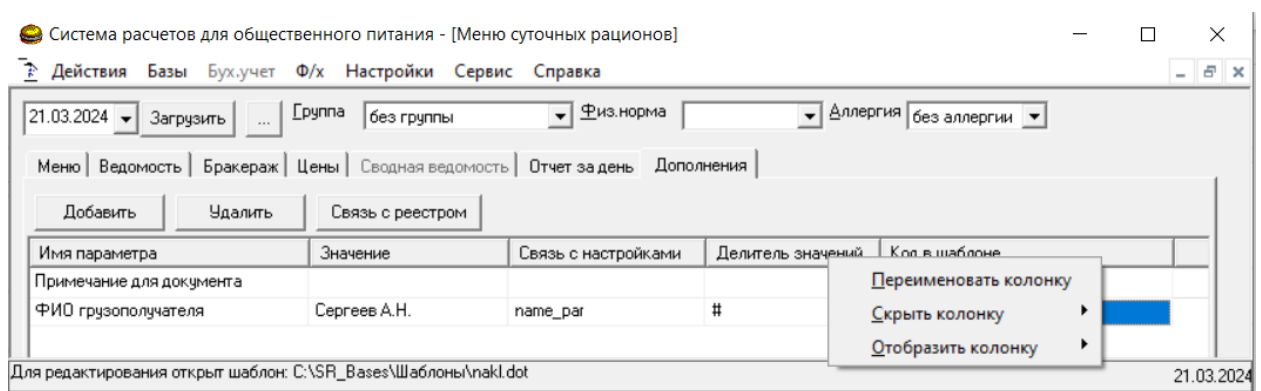 Система расчетов для общественного питания - [Меню суточных рационов]
Действия Базы Бух.учет Ф/х Настройки Сервис Справка
21.03.2024 Загрузить ... Группа без группы Физ.норма Аллергия без аллергии
Меню Ведомость Бракераж Цены Сводная ведомость Отчет за день Дополнения
Добавить Удалить Связь с реестром
Имя параметра Значение Связь с настройками Делитель значений Код в шаблоне
Примечание для документа
Переименовать колонку
ФИО грузополучателя Сергеев А.Н. name_par #
Скрыть колонку
Отобразить колонку
Для редактирования открыт шаблон: C:\SR_Bases\Шаблоны\nakl.dot 21.03.2024